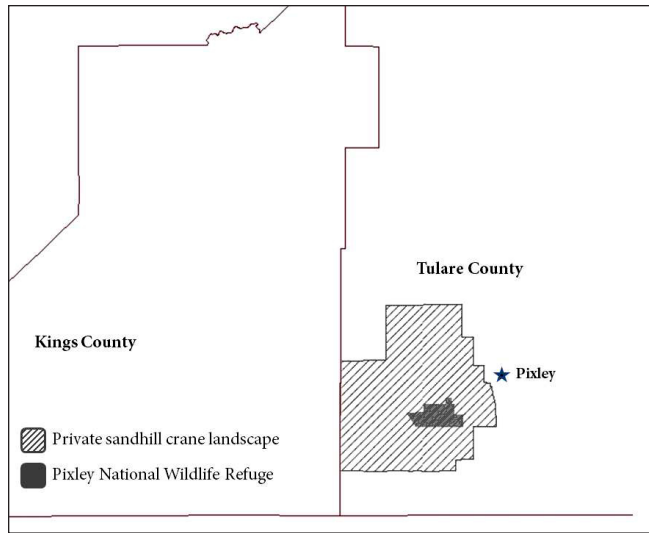 Tulare County
Kings County
Pixley
Private sandhill crane landscape
Pixley National Wildlife Refuge